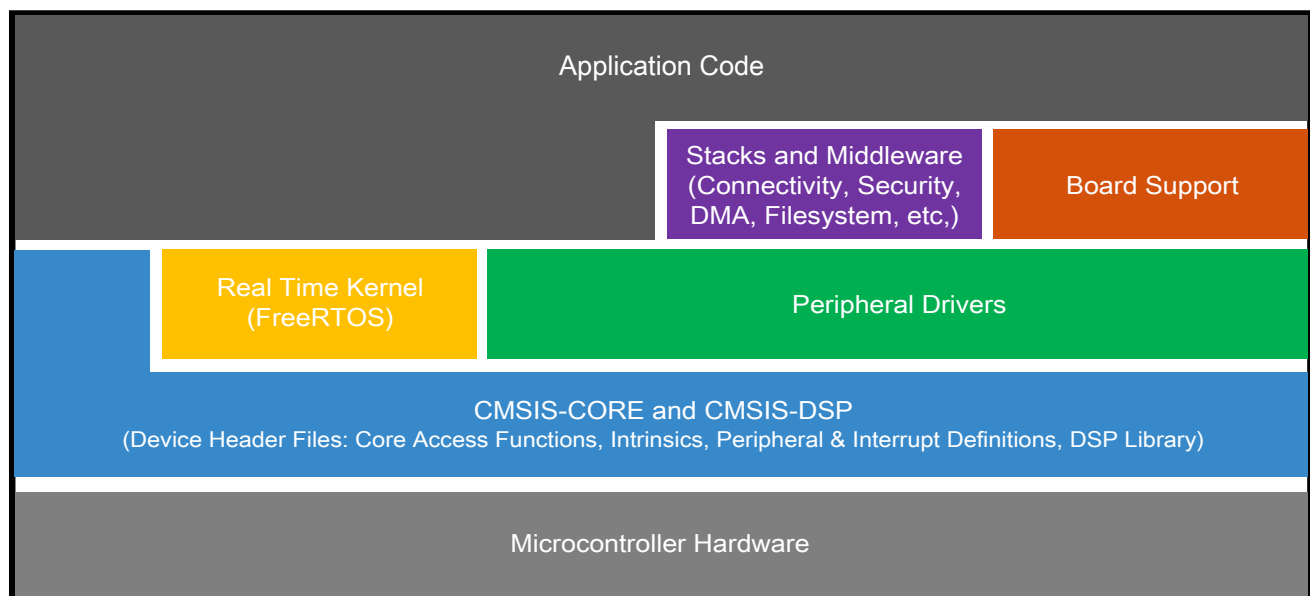 Application Code
Stacks and Middleware
(Connectivity, Security,
DMA, Filesystem, etc,)
Board Support
Real Time Kernel
(FreeRTOS)
Peripheral Drivers
CMSIS-CORE and CMSIS-DSP
(Device Header Files: Core Access Functions, Intrinsics, Peripheral & Interrupt Definitions, DSP Library)
Microcontroller Hardware